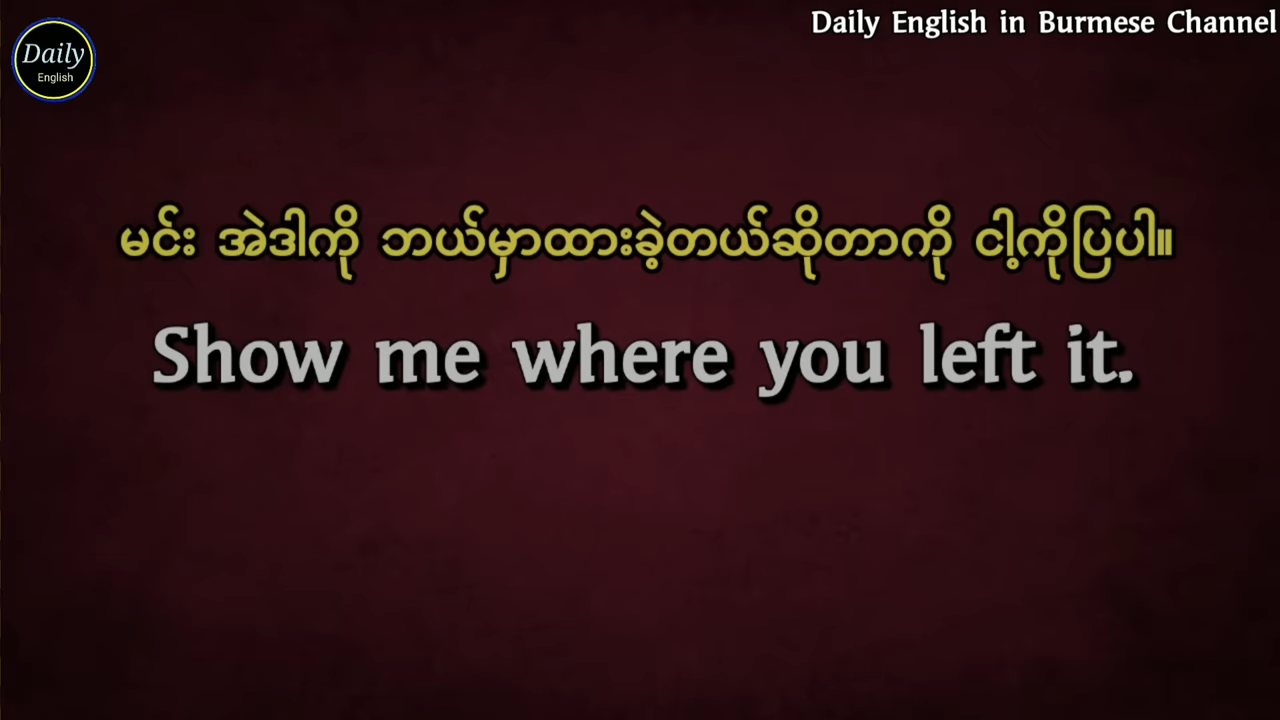 Daily English in Burmese Channel
Daily
English
မင်း အဲဒါကို ဘယ်မှာထားခဲ့တယ်ဆိုတာကို ငါ့ကိုပြပါ။
Show me where you left it.